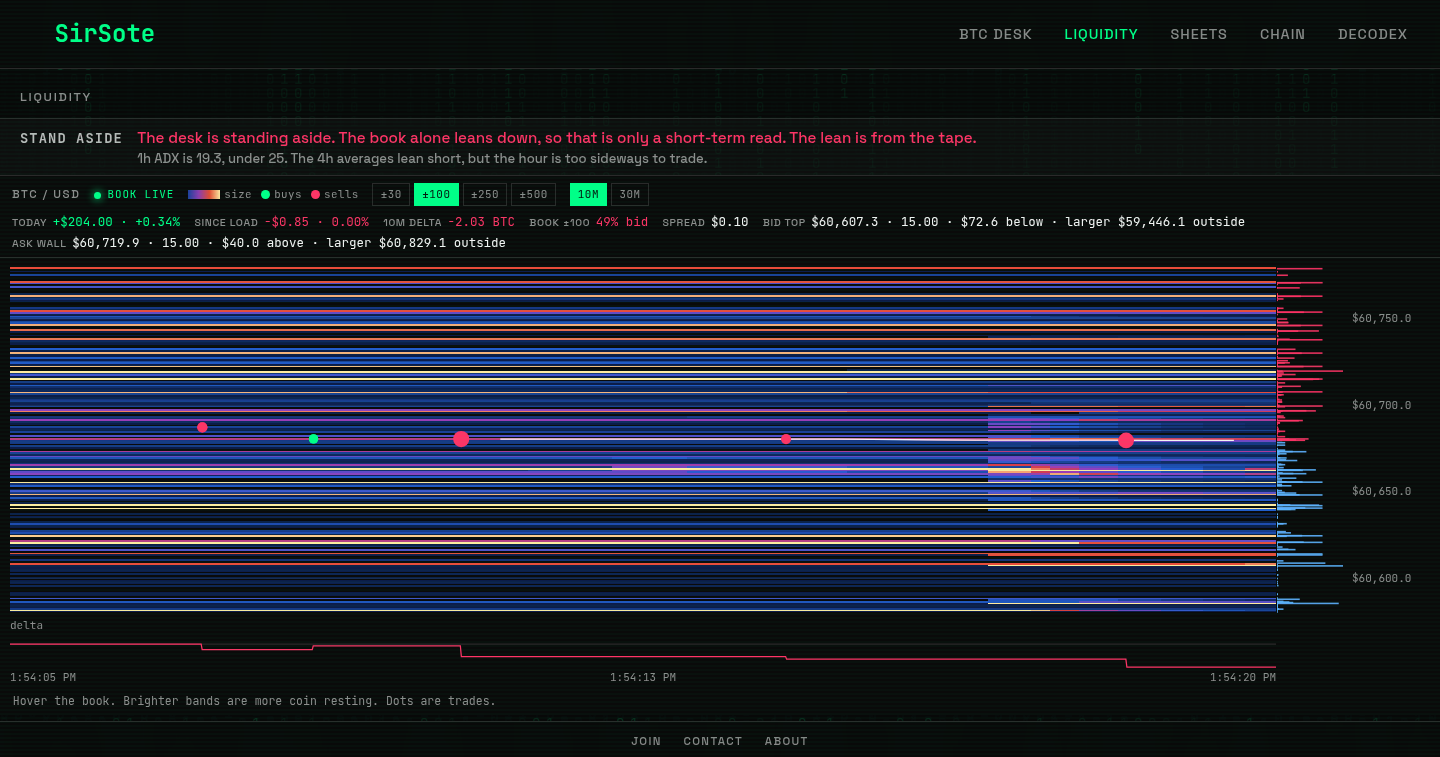 SirSote
BTC DESK LIQUIDITY SHEETS CHAIN DECODEX
LIQUIDITY
STAND ASIDE The desk is standing aside. The book alone leans down, so that is only a short-term read. The lean is from the tape.
1h ADX is 19.3, under 25. The 4h averages lean short, but the hour is too sideways to trade.
BTC / USD BOOK LIVE size buys sells ±30 ±100 ±250 ±500 10M 30M
TODAY +$204.00 · +0.34% SINCE LOAD -$0.85 · 0.00% 10M DELTA -2.03 BTC BOOK ±100 49% bid SPREAD $0.10 BID TOP $60,607.3 · 15.00 · $72.6 below · larger $59,446.1 outside
ASK WALL $60,719.9 · 15.00 · $40.0 above · larger $60,829.1 outside
$60,750.0
$60,700.0
$60,650.0
$60,600.0
delta
1:54:05 PM 1:54:13 PM 1:54:20 PM
Hover the book. Brighter bands are more coin resting. Dots are trades.
JOIN CONTACT ABOUT